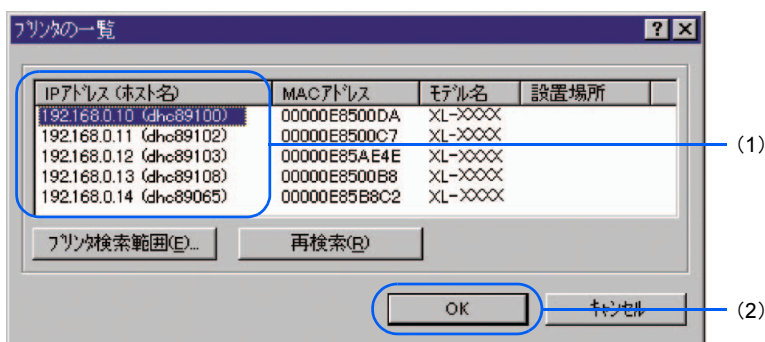 プリンタの一覧
IPアドレス (ホスト名) MACアドレス モデル名 設置場所
192.168.0.10 (dhc89100) 00000E8500DA XL-XXXX
192.168.0.11 (dhc89102) 00000E8500C7 XL-XXXX
192.168.0.12 (dhc89103) 00000E85AE4E XL-XXXX
192.168.0.13 (dhc89108) 00000E8500B8 XL-XXXX
192.168.0.14 (dhc89065) 00000E85B8C2 XL-XXXX
(1)
プリンタ検索範囲(E)... 再検索(R)
OK キャンセル
(2)